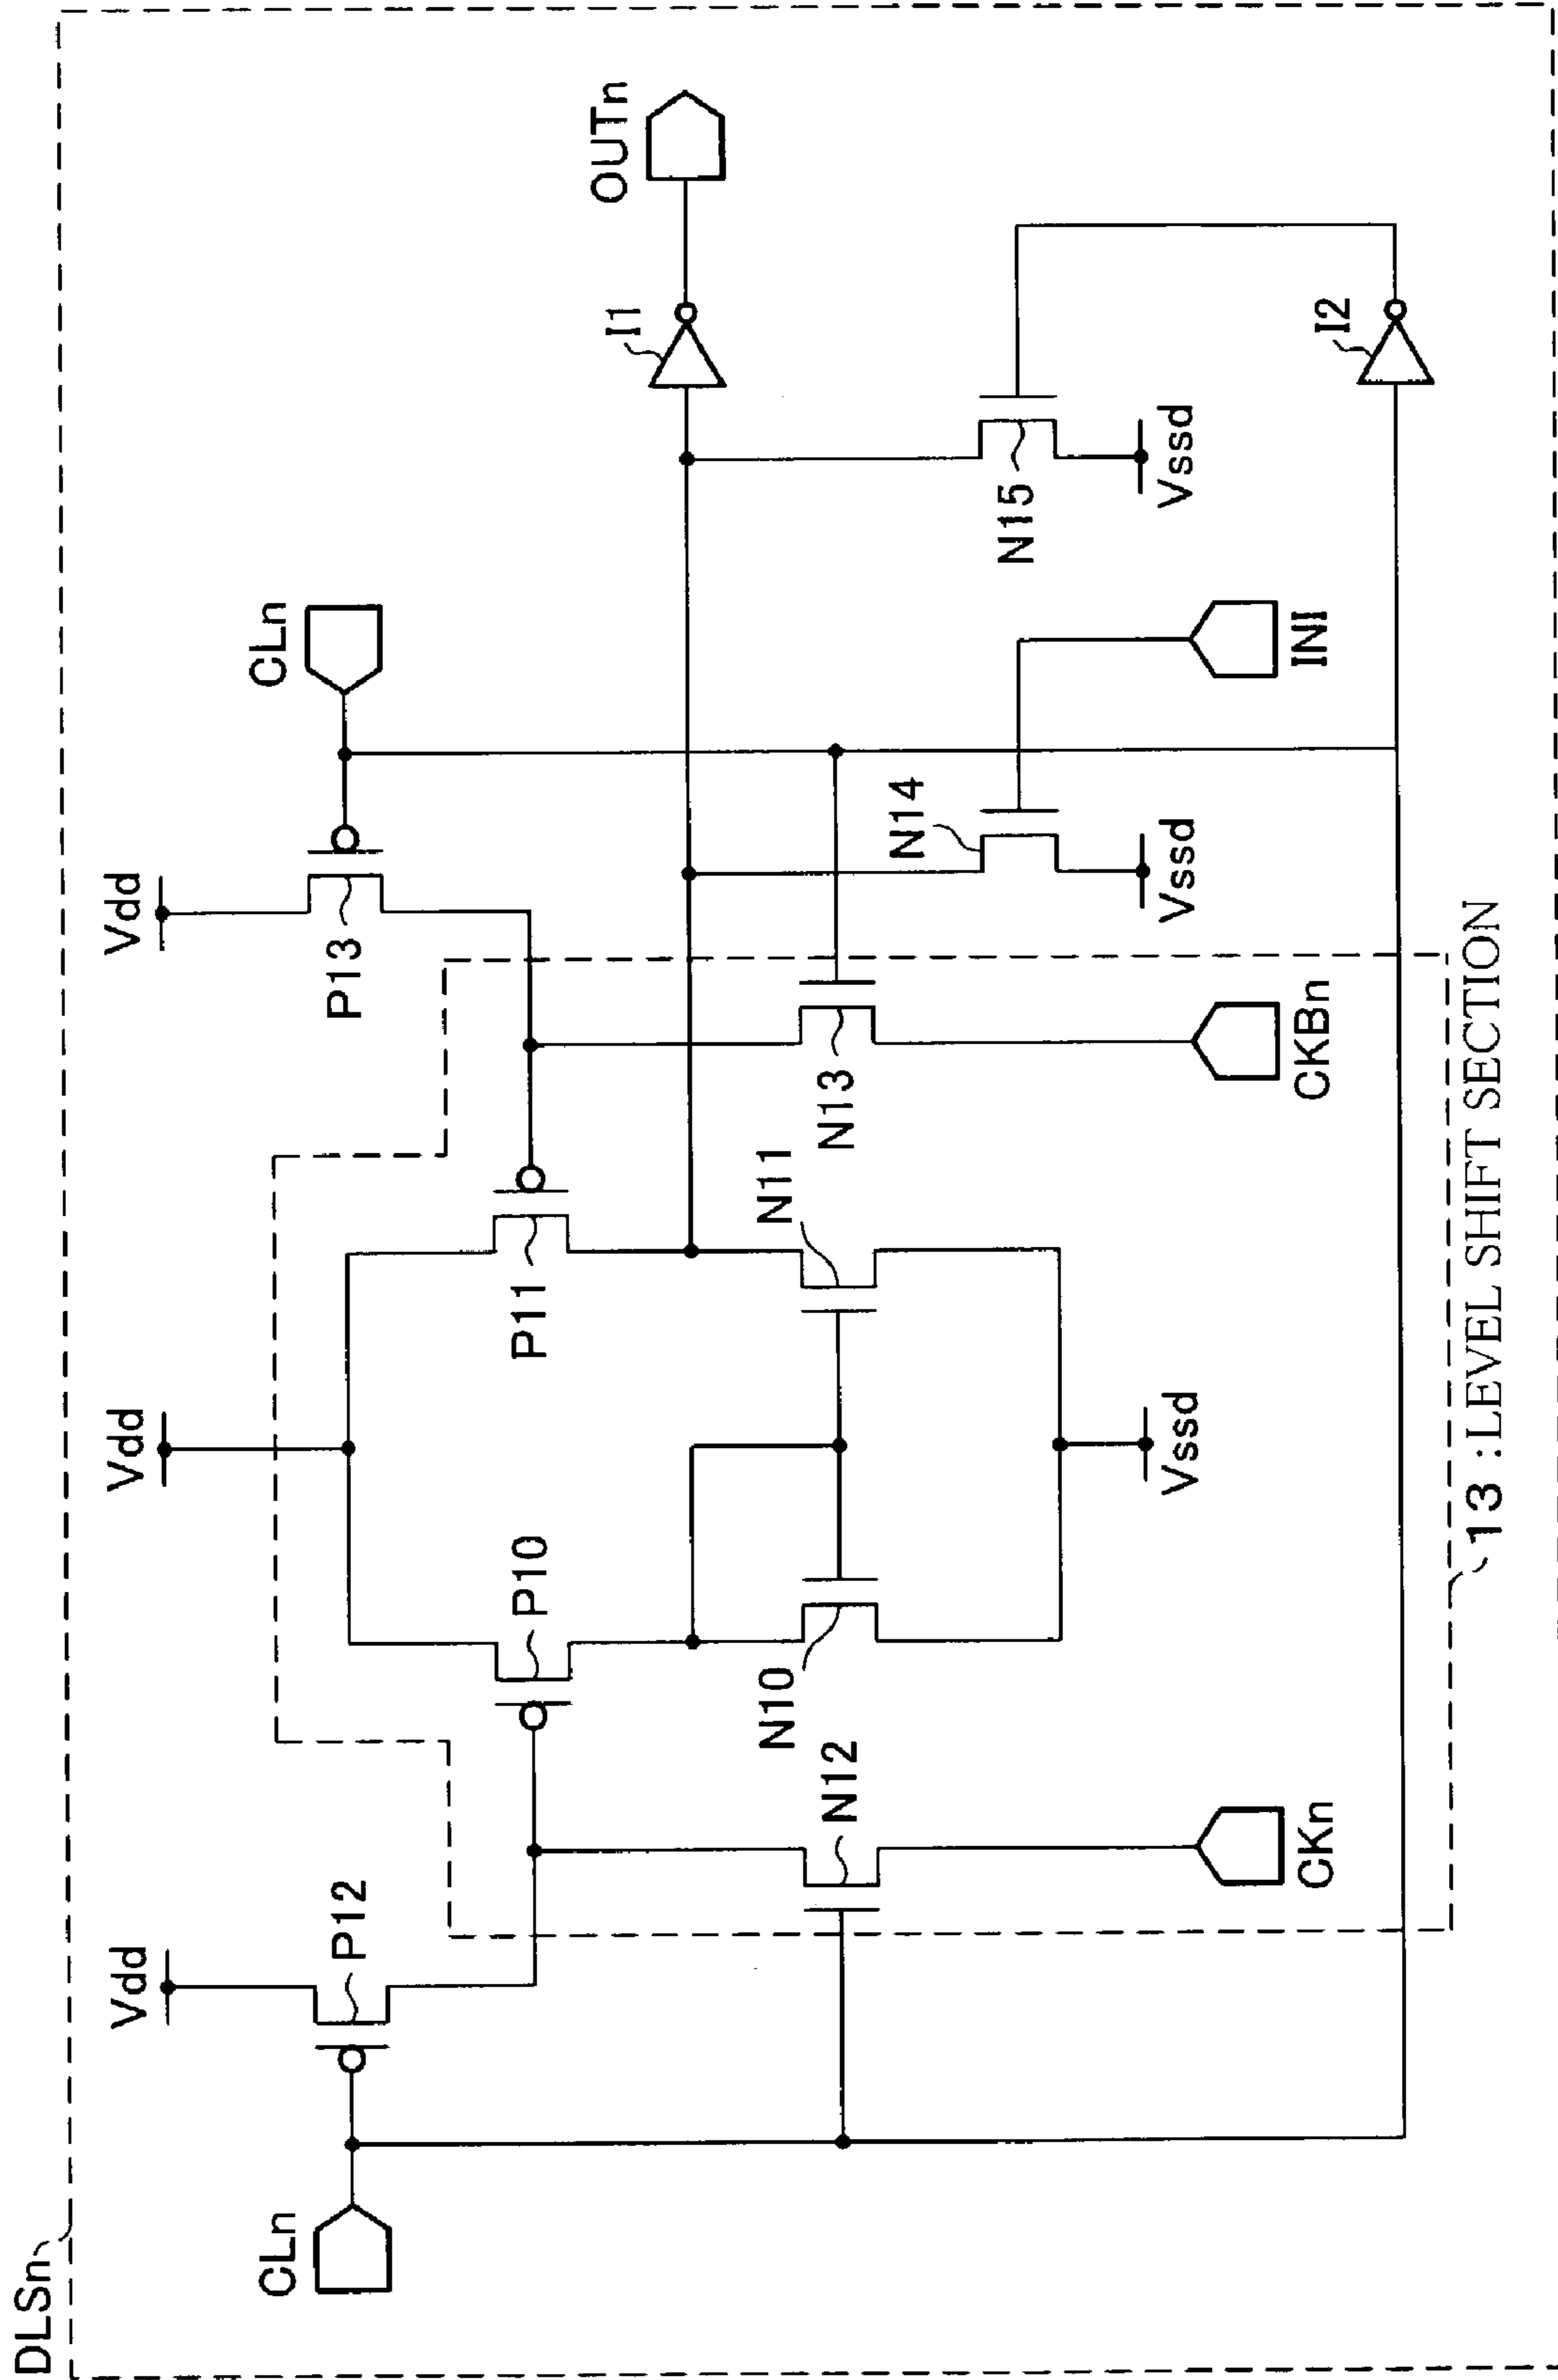 DLSn
Vdd
Vdd
Vdd
CLn
P12
P13
CLn
P10
P11
OUTn
I1
N10
N11
N12
N13
N14
N15
CKn
Vssd
CKBn
Vssd
INI
Vssd
I2
13 :LEVEL SHIFT SECTION